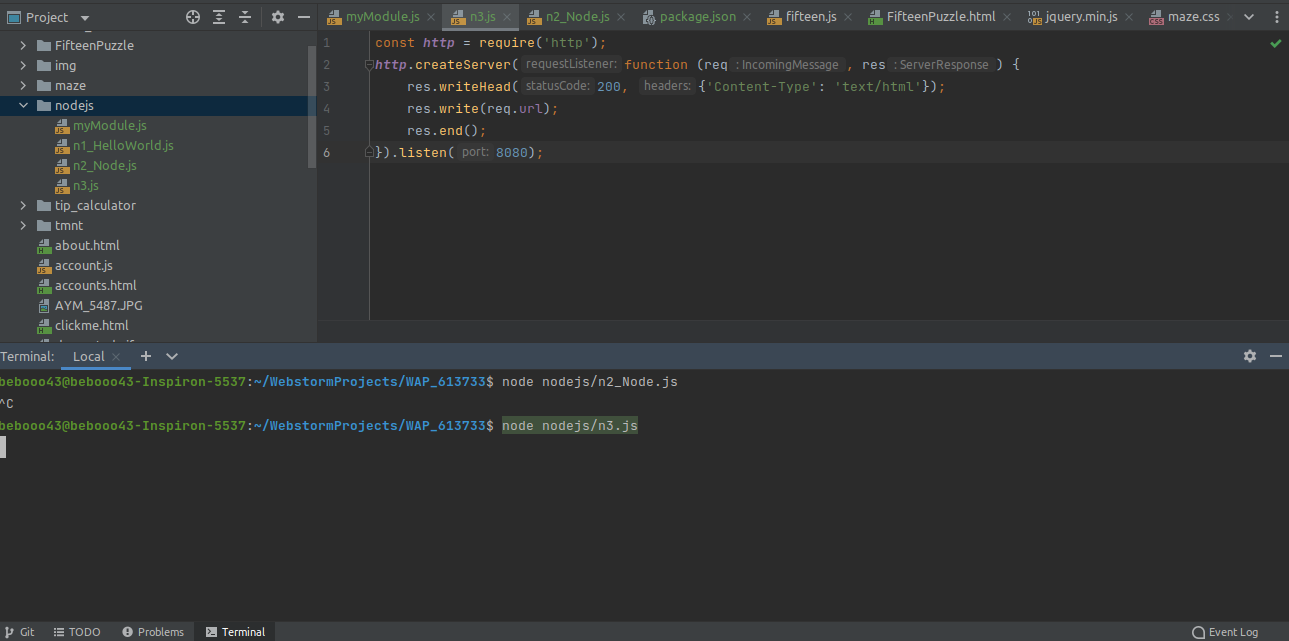 Project
myModule.js n3.js n2_Node.js package.json fifteen.js FifteenPuzzle.html jquery.min.js maze.css
FifteenPuzzle
img
maze
nodejs
myModule.js
n1_HelloWorld.js
n2_Node.js
n3.js
tip_calculator
tmnt
about.html
account.js
accounts.html
AYM_5487.JPG
clickme.html
1 const http = require('http');
2 http.createServer( requestListener: function (req : IncomingMessage , res : ServerResponse ) {
3 res.writeHead( statusCode: 200, headers: {'Content-Type': 'text/html'});
4 res.write(req.url);
5 res.end();
6 }).listen( port: 8080);
Terminal: Local
bebooo43@bebooo43-Inspiron-5537:~/WebstormProjects/WAP_613733$ node nodejs/n2_Node.js
^C
bebooo43@bebooo43-Inspiron-5537:~/WebstormProjects/WAP_613733$ node nodejs/n3.js
Git TODO Problems Terminal Event Log